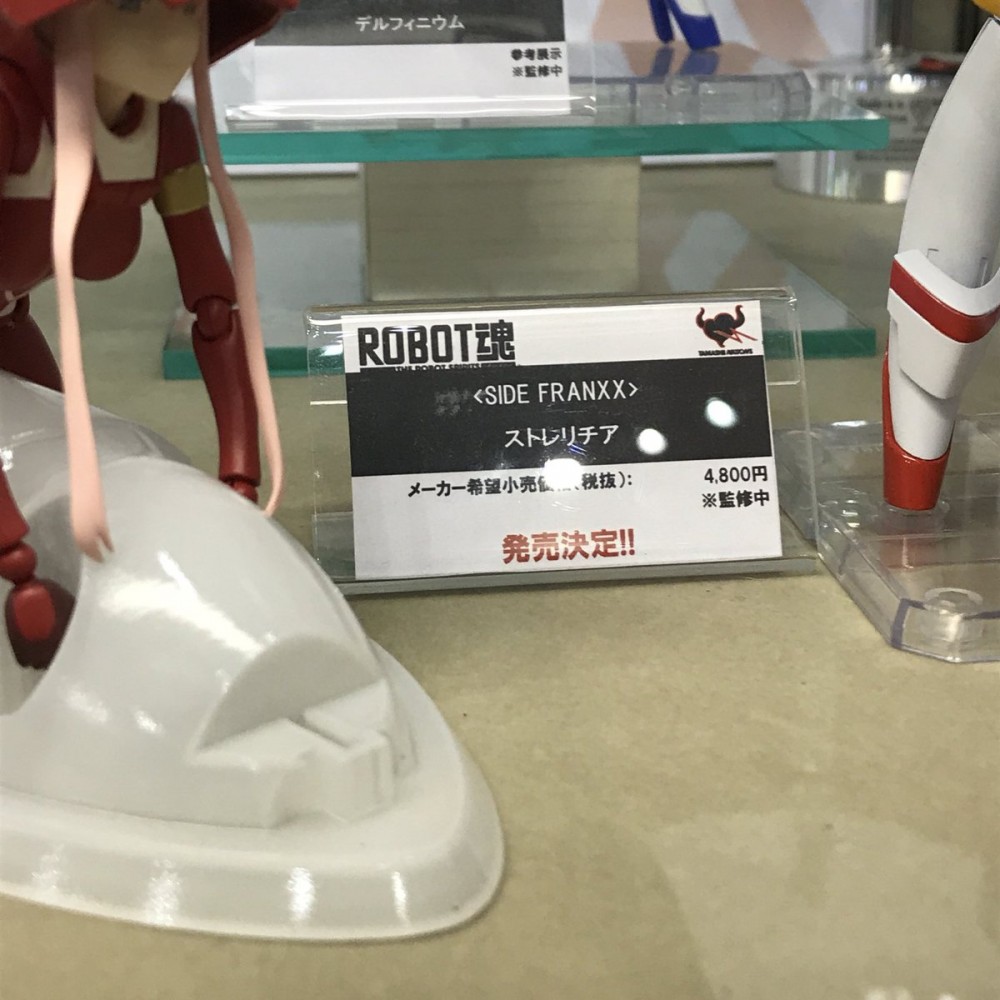 デルフィニウム
参考展示
※監修中
ROBOT魂
<SIDE FRANXX>
ストレリチア
メーカー希望小売価格(税抜): 4,800円
※監修中
発売決定!!